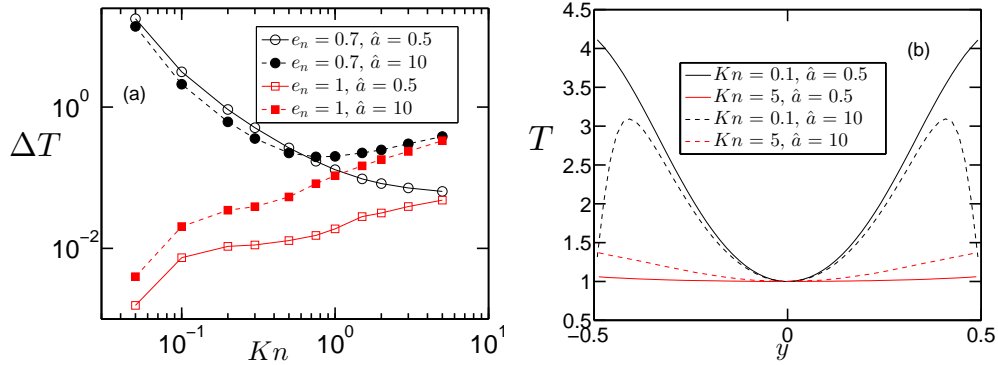 (a)
e_n = 0.7, â = 0.5
e_n = 0.7, â = 10
e_n = 1, â = 0.5
e_n = 1, â = 10
10^0
10^−2
ΔT
10^−1
10^0
10^1
Kn
(b)
Kn = 0.1, â = 0.5
Kn = 5, â = 0.5
Kn = 0.1, â = 10
Kn = 5, â = 10
4.5
4
3.5
3
2.5
2
1.5
1
0.5
T
-0.5
0
0.5
y